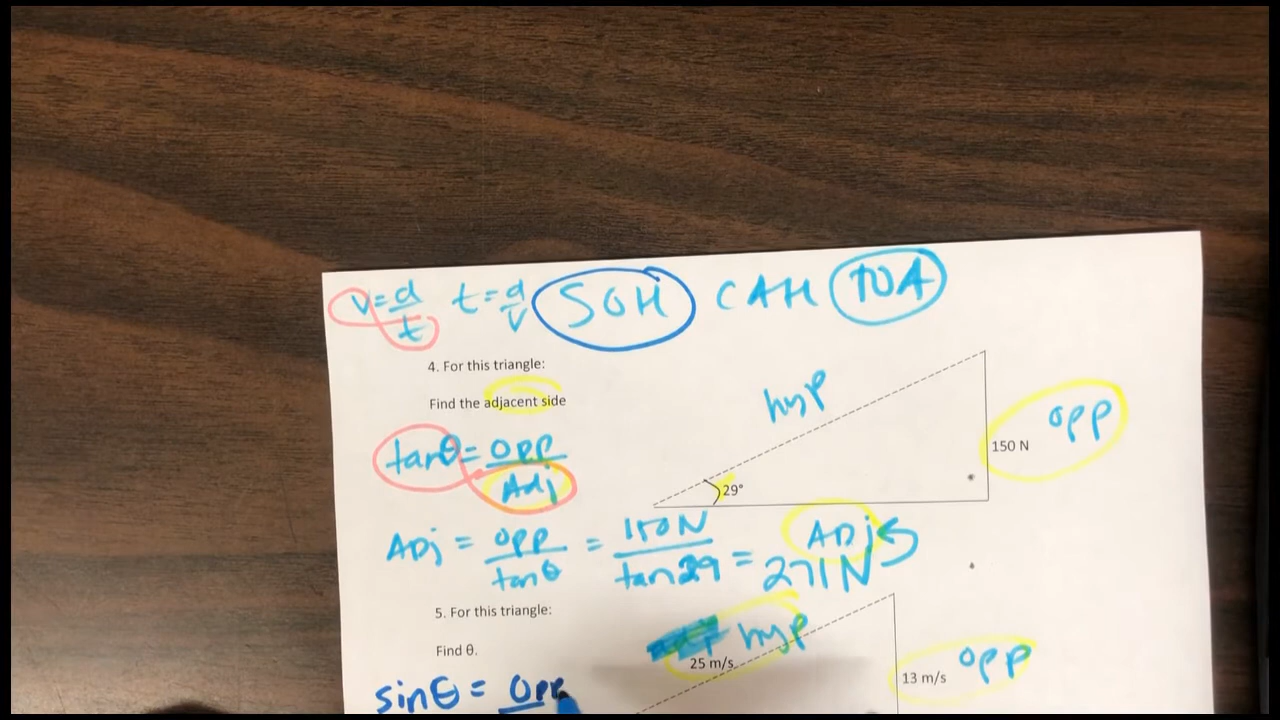 v = d/t t = d/v SOH CAH TOA
4. For this triangle:
Find the adjacent side
hyp
opp
150 N
tanθ = opp/Adj
29°
ADj
ADj = opp/tanθ = 150N/tan29 = 271N
5. For this triangle:
hyp
Find θ.
25 m/s
opp
13 m/s
sinθ = opp